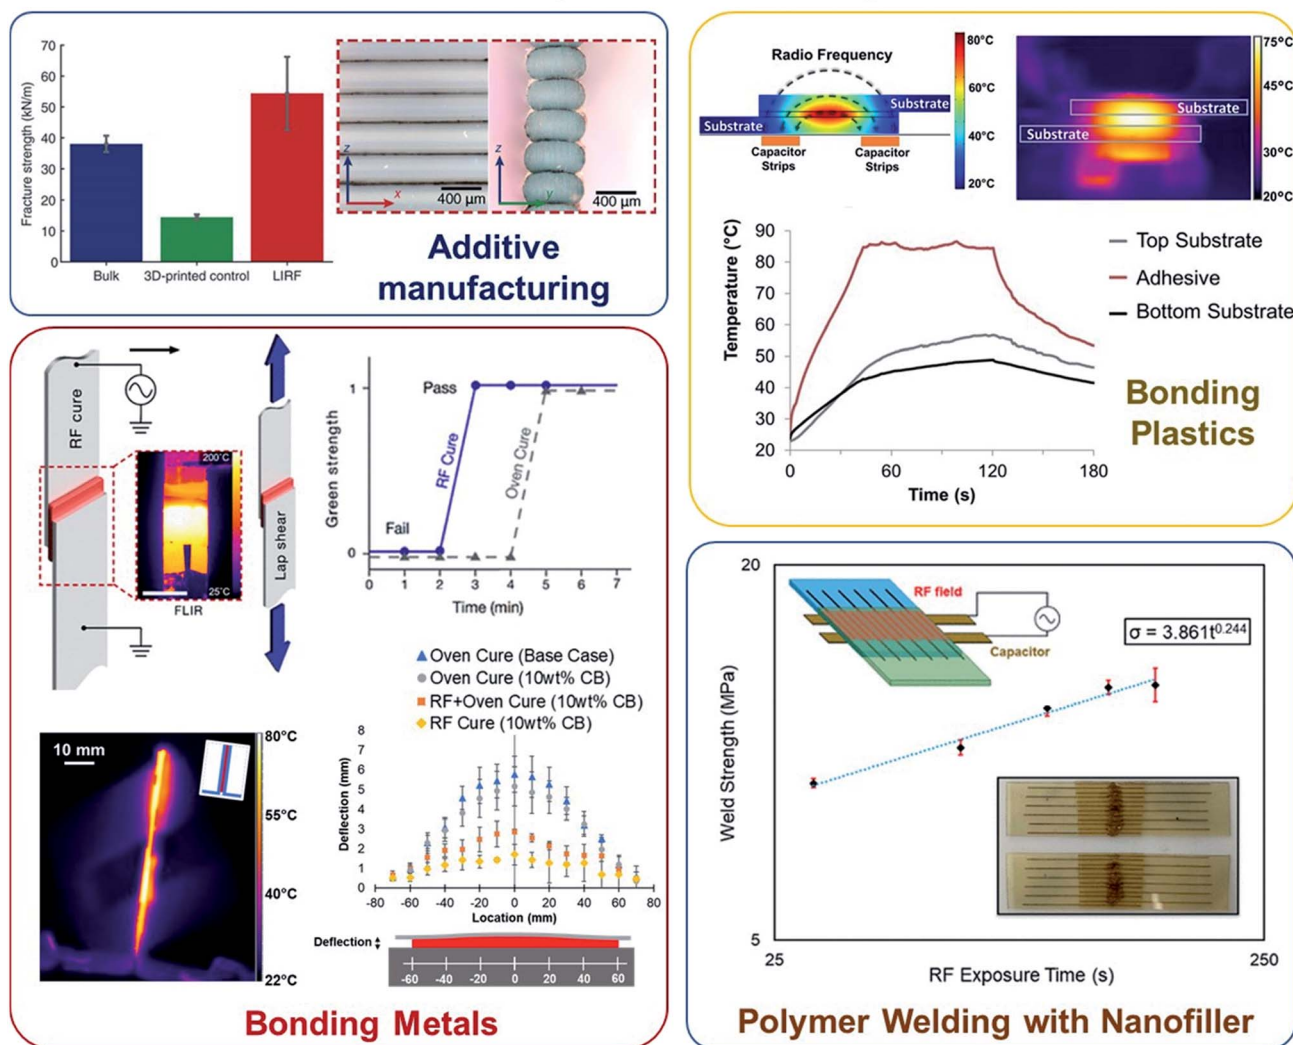 70
60
50
40
30
20
10
0
Fracture strength (kN/m)
Bulk
3D-printed control
LIRF
z
x
400 µm
z
y
400 µm
Additive
manufacturing
Radio Frequency
Substrate
Substrate
Capacitor
Strips
Capacitor
Strips
80°C
60°C
40°C
20°C
Substrate
Substrate
75°C
45°C
30°C
20°C
Temperature (°C)
90
80
70
60
50
40
30
20
0
60
120
180
Time (s)
Top Substrate
Adhesive
Bottom Substrate
Bonding
Plastics
RF cure
200°C
25°C
FLIR
Lap shear
Green strength
1
0
Pass
Fail
RF Cure
Oven Cure
0 1 2 3 4 5 6 7
Time (min)
Oven Cure (Base Case)
Oven Cure (10wt% CB)
RF+Oven Cure (10wt% CB)
RF Cure (10wt% CB)
10 mm
80°C
55°C
40°C
22°C
Deflection (mm)
8
7
6
5
4
3
2
1
0
-80 -60 -40 -20 0 20 40 60 80
Location (mm)
Deflection
-60 -40 -20 0 20 40 60
Bonding Metals
20
5
Weld Strength (MPa)
RF field
Capacitor
σ = 3.861t0.244
25
250
RF Exposure Time (s)
Polymer Welding with Nanofiller